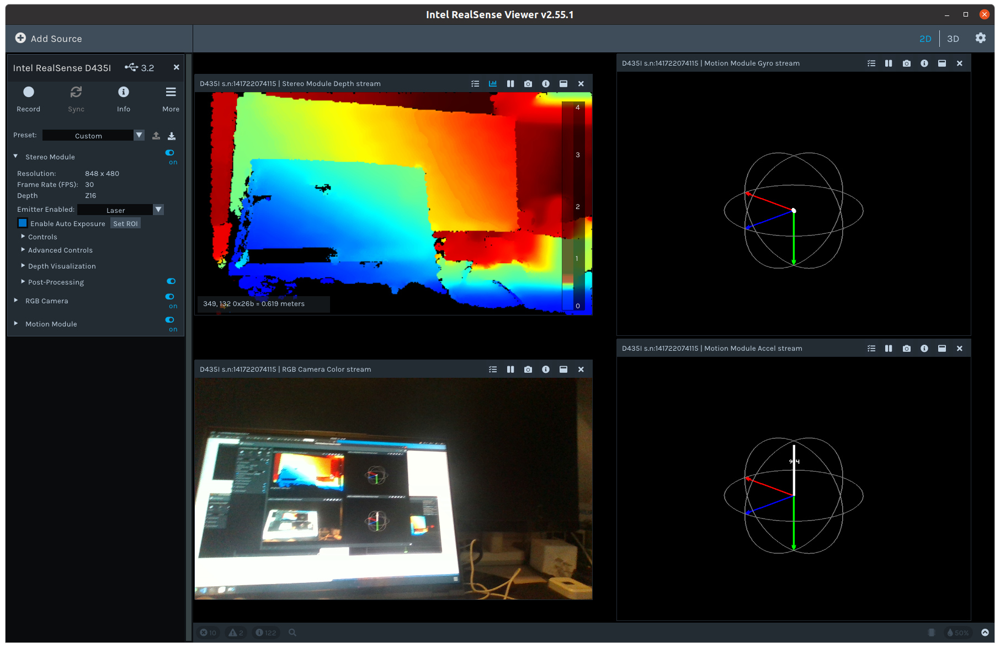 Intel RealSense Viewer v2.55.1
Add Source
2D
3D
Intel RealSense D435I
3.2
Record
Sync
Info
More
Preset:
Custom
Stereo Module
on
Resolution: 848 x 480
Frame Rate (FPS): 30
Depth Z16
Emitter Enabled: Laser
Enable Auto Exposure
Set ROI
Controls
Advanced Controls
Depth Visualization
Post-Processing
RGB Camera
on
Motion Module
on
D435I s.n:141722074115 | Stereo Module Depth stream
4
3
2
1
0
349, 132 0x26b = 0.619 meters
D435I s.n:141722074115 | RGB Camera Color stream
D435I s.n:141722074115 | Motion Module Gyro stream
D435I s.n:141722074115 | Motion Module Accel stream
10
2
122
50%